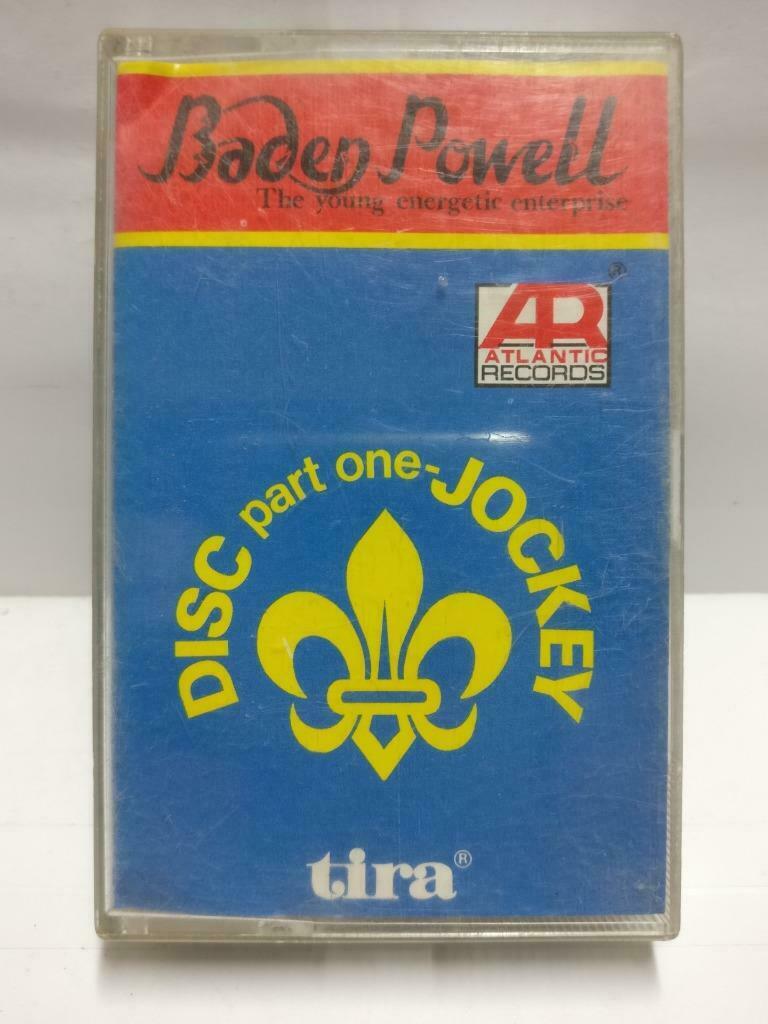 Baden Powell
The young energetic enterprise
®
AR
ATLANTIC
RECORDS
DISC part one-JOCKEY
tira®